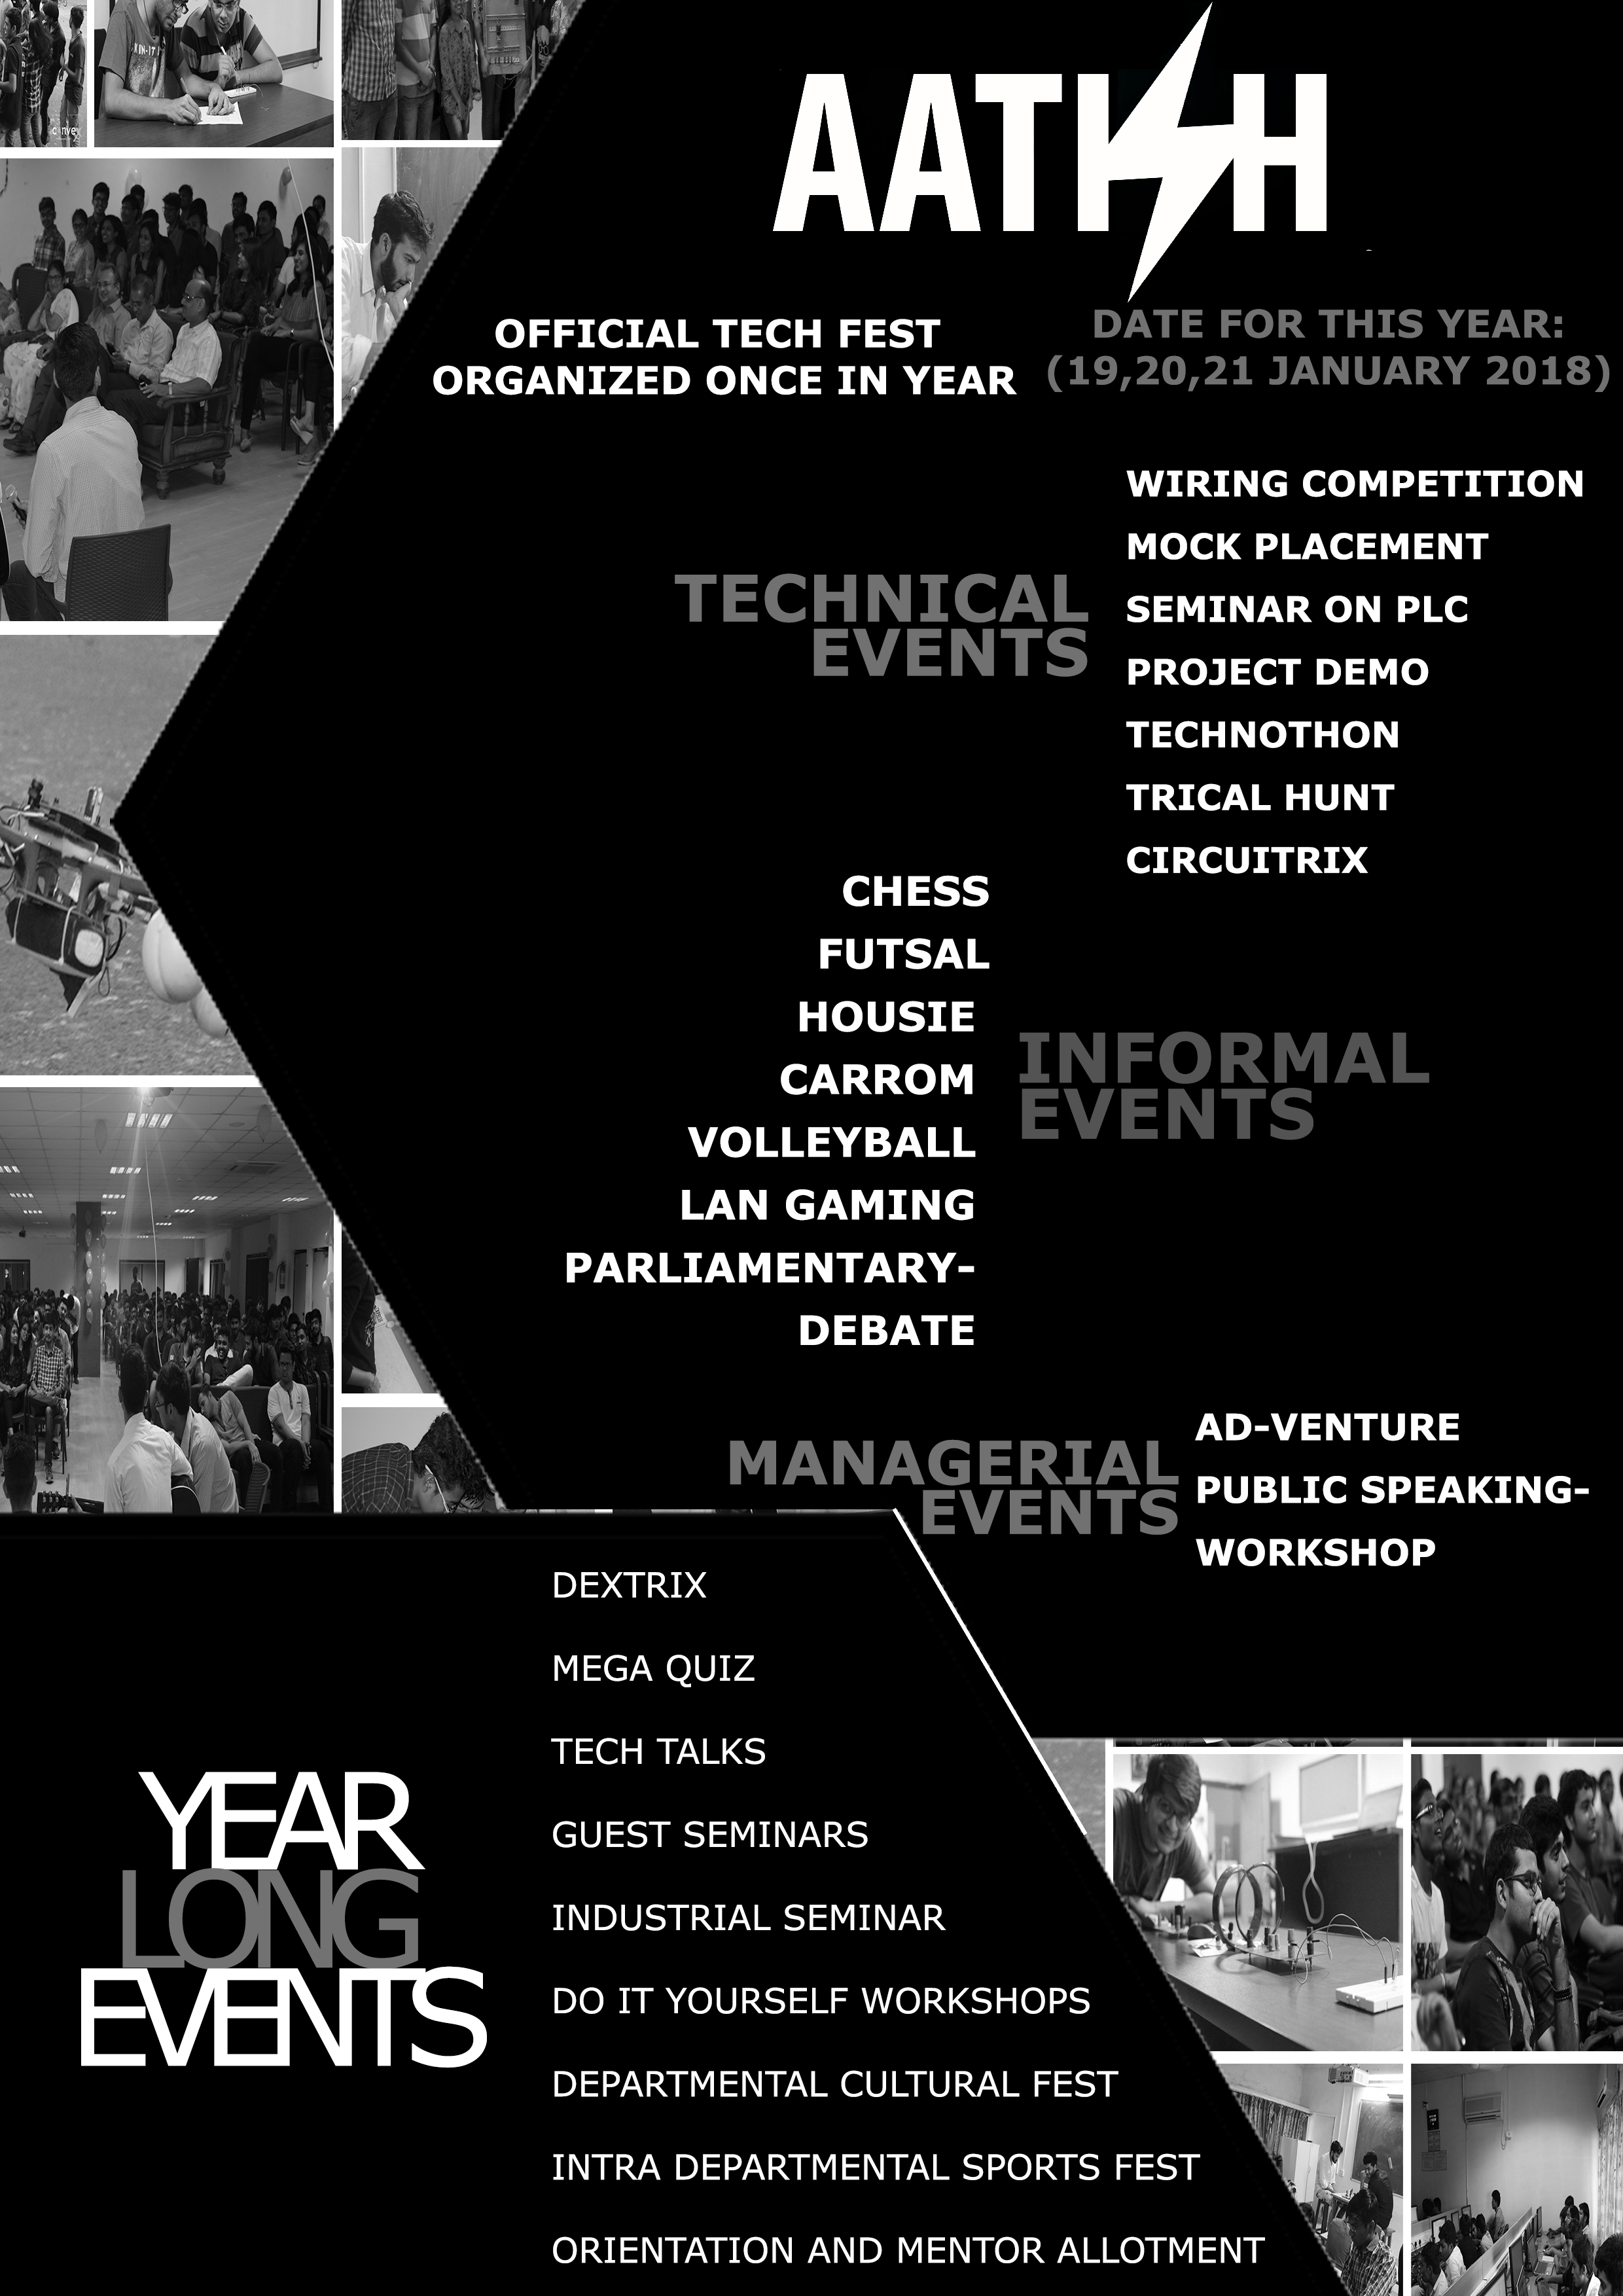 AATISH
OFFICIAL TECH FEST
ORGANIZED ONCE IN YEAR
DATE FOR THIS YEAR:
(19,20,21 JANUARY 2018)
TECHNICAL
EVENTS
WIRING COMPETITION
MOCK PLACEMENT
SEMINAR ON PLC
PROJECT DEMO
TECHNOTHON
TRICAL HUNT
CIRCUITRIX
CHESS
FUTSAL
HOUSIE
CARROM
VOLLEYBALL
LAN GAMING
PARLIAMENTARY-
DEBATE
INFORMAL
EVENTS
MANAGERIAL
EVENTS
AD-VENTURE
PUBLIC SPEAKING-
WORKSHOP
YEAR
LONG
EVENTS
DEXTRIX
MEGA QUIZ
TECH TALKS
GUEST SEMINARS
INDUSTRIAL SEMINAR
DO IT YOURSELF WORKSHOPS
DEPARTMENTAL CULTURAL FEST
INTRA DEPARTMENTAL SPORTS FEST
ORIENTATION AND MENTOR ALLOTMENT